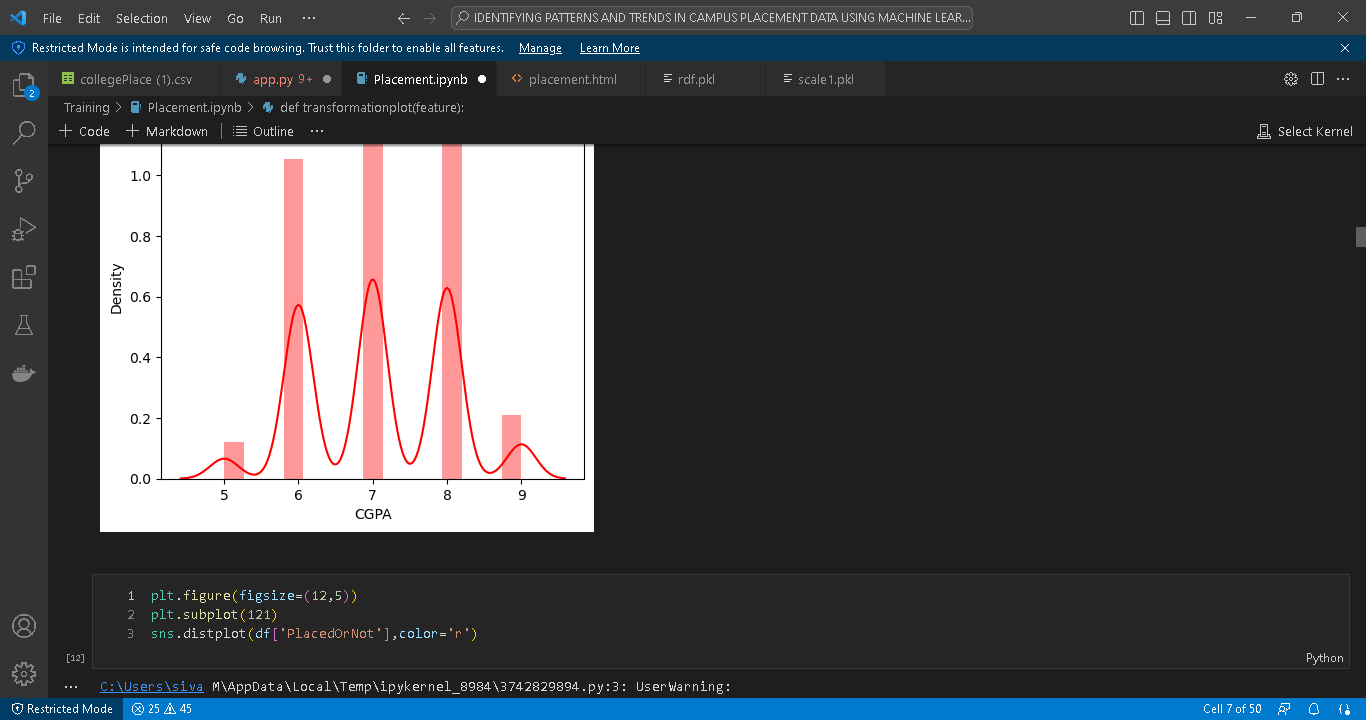 File Edit Selection View Go Run ··· IDENTIFYING PATTERNS AND TRENDS IN CAMPUS PLACEMENT DATA USING MACHINE LEAR...
Restricted Mode is intended for safe code browsing. Trust this folder to enable all features. Manage Learn More
collegePlace (1).csv app.py 9+ Placement.ipynb placement.html rdf.pkl scale1.pkl
2
Training > Placement.ipynb > def transformationplot(feature):
+ Code + Markdown Outline ··· Select Kernel
1.0
0.8
0.6
0.4
0.2
0.0
Density
5 6 7 8 9
CGPA
1 plt.figure(figsize=(12,5))
2 plt.subplot(121)
3 sns.distplot(df['PlacedOrNot'],color='r')
[12] Python
··· C:\Users\siva M\AppData\Local\Temp\ipykernel_8984\3742829894.py:3: UserWarning:
Restricted Mode 25 45 Cell 7 of 50